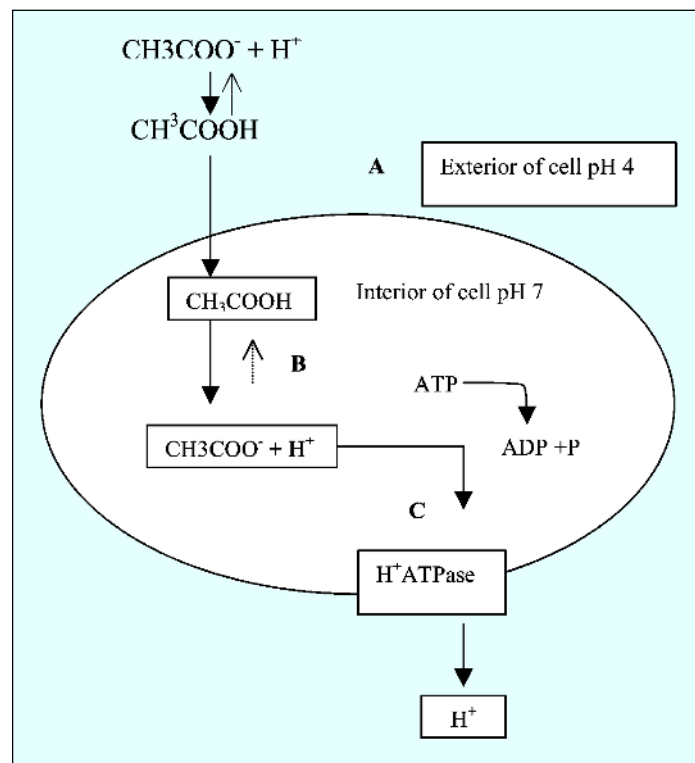 CH3COO⁻ + H⁺
CH³COOH
A
Exterior of cell pH 4
CH₃COOH
Interior of cell pH 7
B
ATP
CH3COO⁻ + H⁺
ADP +P
C
H⁺ATPase
H⁺